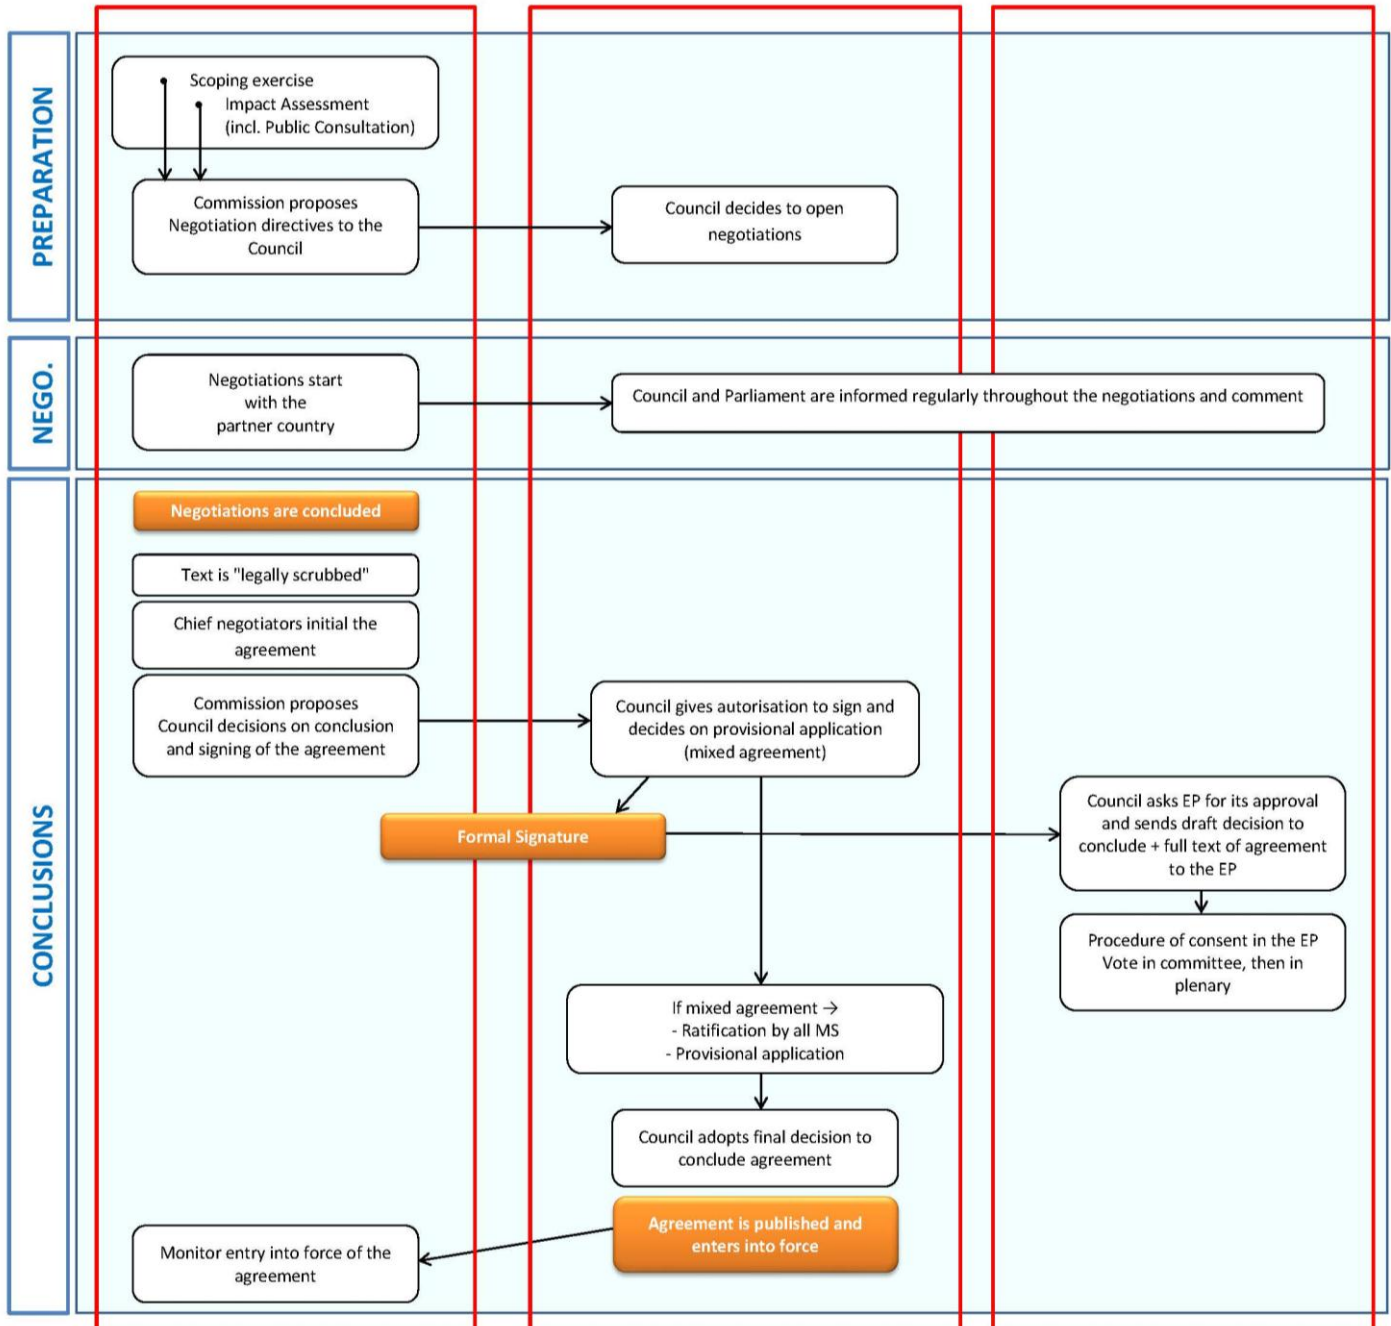 PREPARATION
Scoping exercise
Impact Assessment
(incl. Public Consultation)
Commission proposes
Negotiation directives to the
Council
Council decides to open
negotiations
NEGO.
Negotiations start
with the
partner country
Council and Parliament are informed regularly throughout the negotiations and comment
CONCLUSIONS
Negotiations are concluded
Text is "legally scrubbed"
Chief negotiators initial the
agreement
Commission proposes
Council decisions on conclusion
and signing of the agreement
Council gives autorisation to sign and
decides on provisional application
(mixed agreement)
Formal Signature
Council asks EP for its approval
and sends draft decision to
conclude + full text of agreement
to the EP
Procedure of consent in the EP
Vote in committee, then in
plenary
If mixed agreement →
- Ratification by all MS
- Provisional application
Council adopts final decision to
conclude agreement
Agreement is published and
enters into force
Monitor entry into force of the
agreement